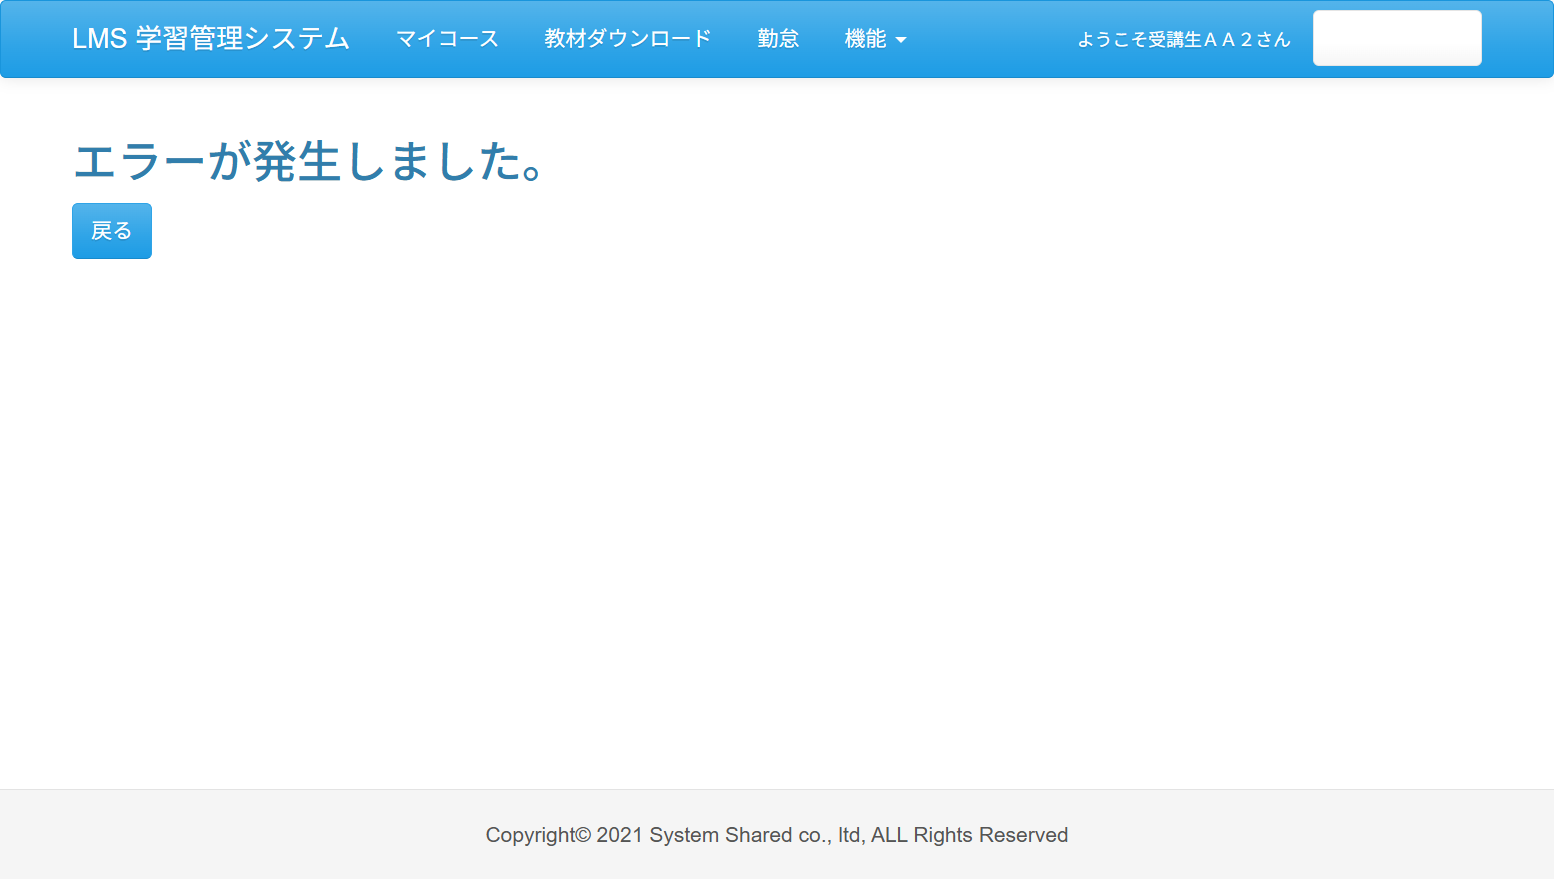 LMS 学習管理システム マイコース 教材ダウンロード 勤怠 機能 ようこそ受講生ＡＡ２さん
エラーが発生しました。
戻る
Copyright© 2021 System Shared co., ltd, ALL Rights Reserved